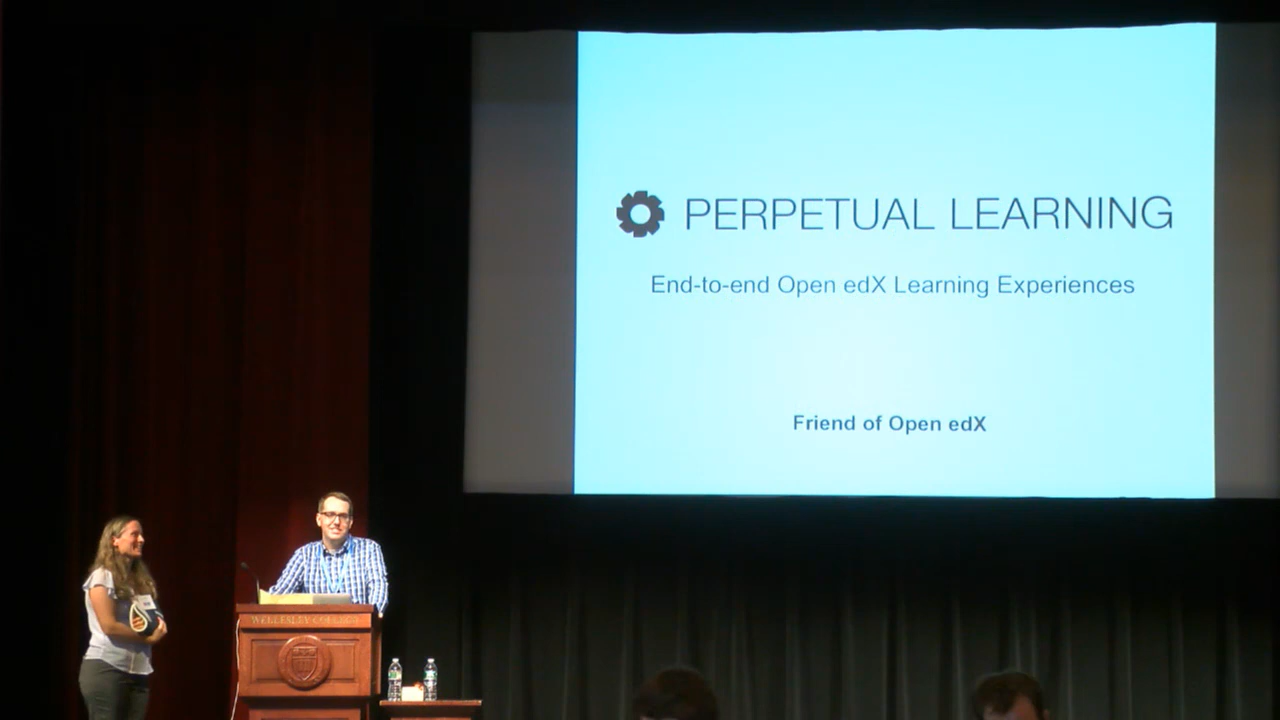 PERPETUAL LEARNING
End-to-end Open edX Learning Experiences
Friend of Open edX
WELLESLEY COLLEGE